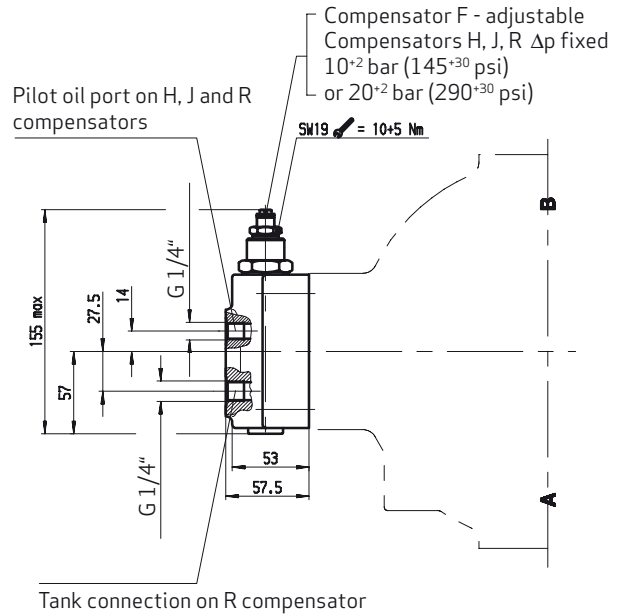 Compensator F - adjustable
Compensators H, J, R Δp fixed
10⁺² bar (145⁺³⁰ psi)
or 20⁺² bar (290⁺³⁰ psi)
Pilot oil port on H, J and R
compensators
SW19 = 10+5 Nm
B
G 1/4“
14
27.5
155 max
57
53
57.5
G 1/4“
A
Tank connection on R compensator